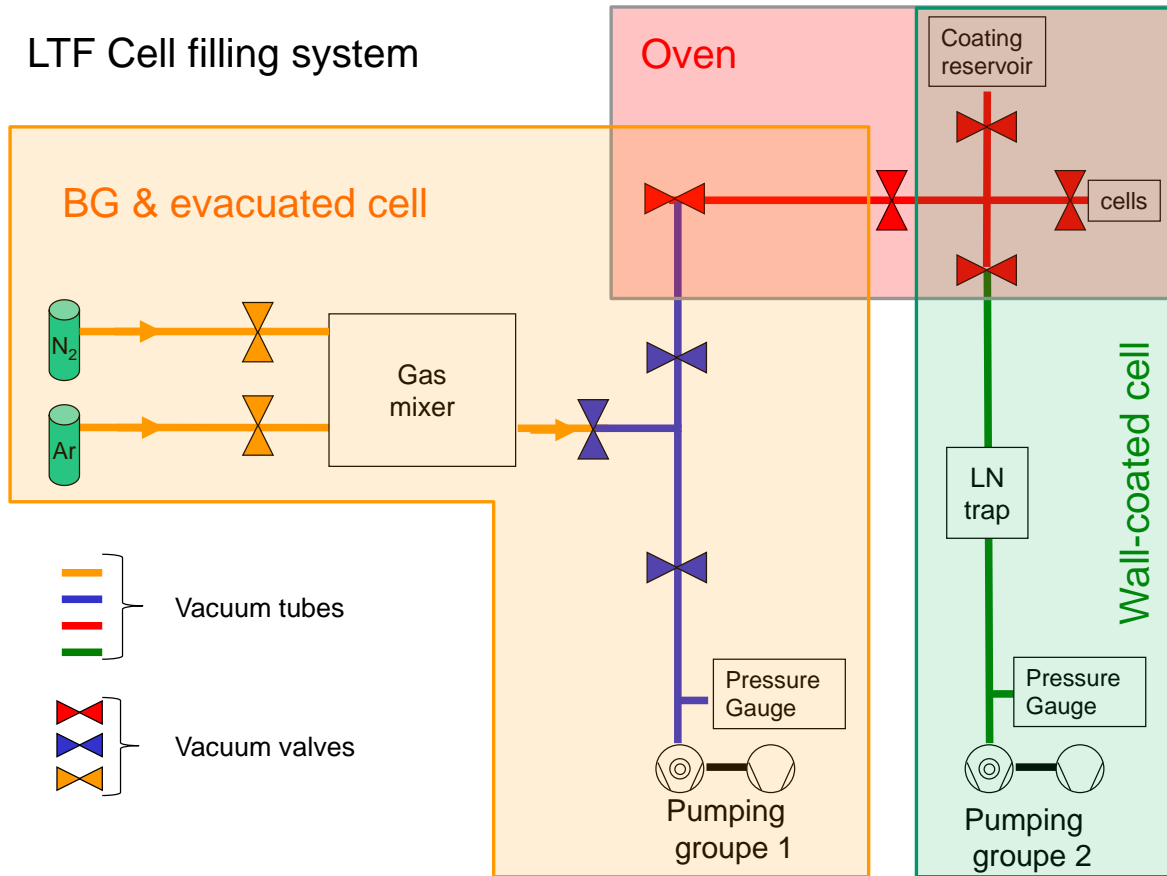 LTF Cell filling system
Oven
Coating
reservoir
BG & evacuated cell
cells
N2
Gas
mixer
Ar
LN
trap
Wall-coated cell
Vacuum tubes
Pressure
Gauge
Pressure
Gauge
Vacuum valves
Pumping
groupe 1
Pumping
groupe 2